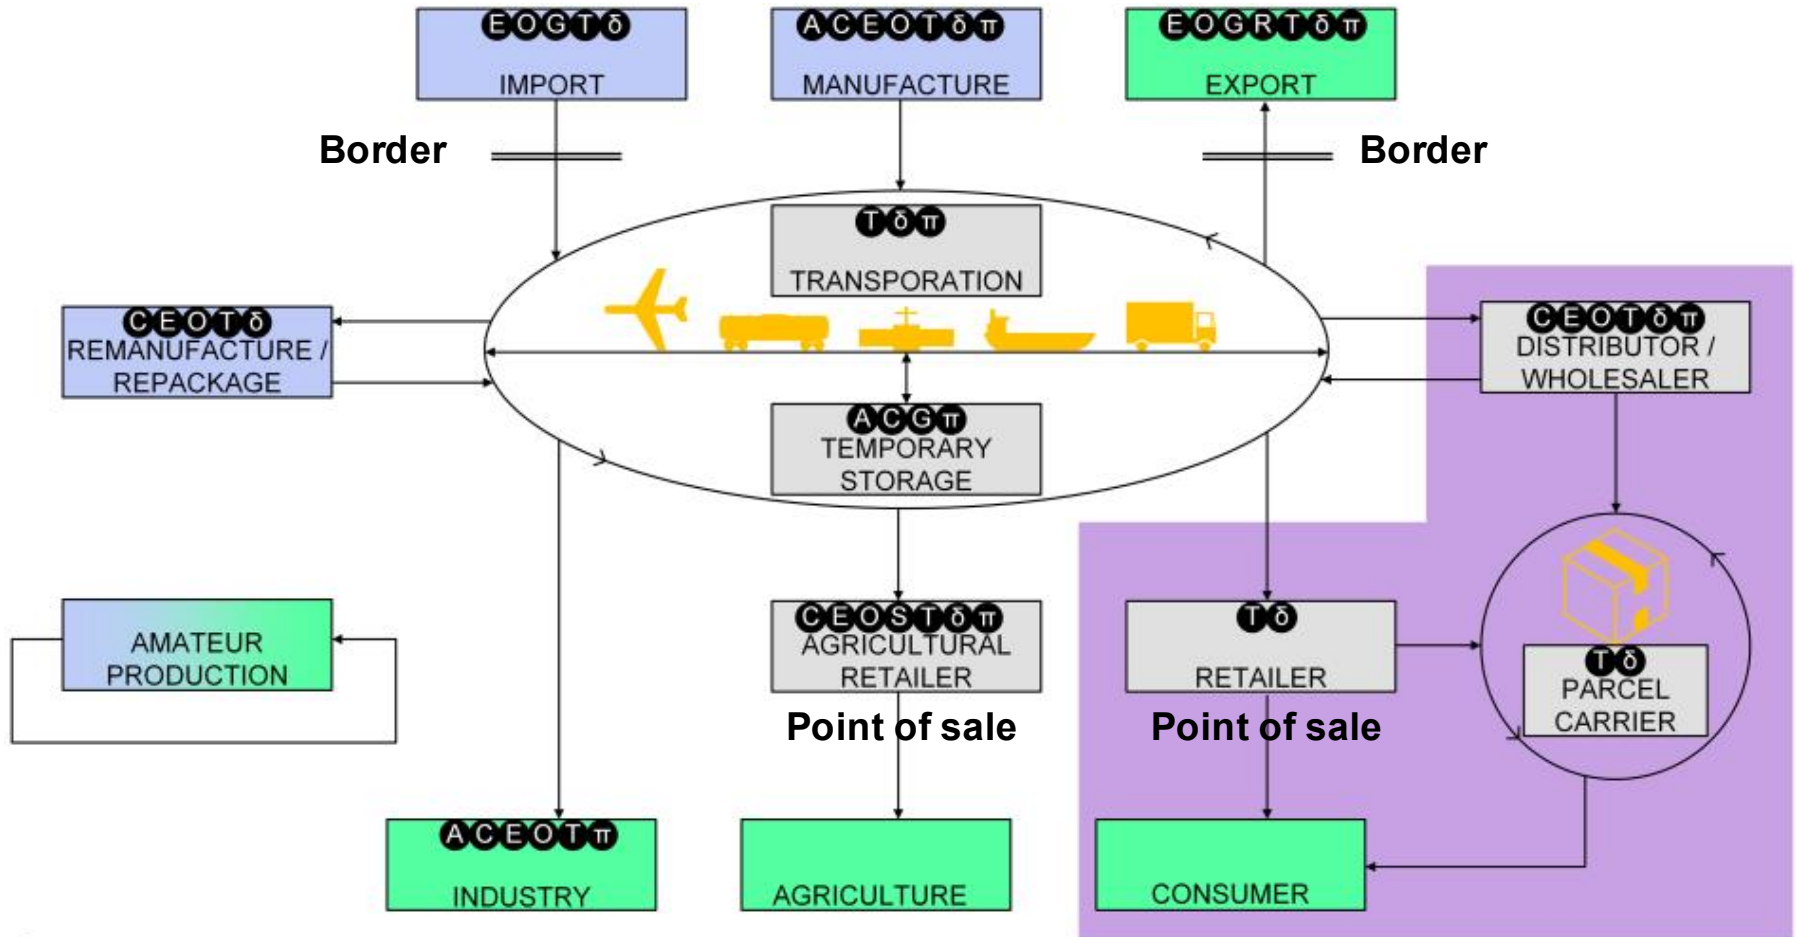 EOGTδ
IMPORT
ACEOTδπ
MANUFACTURE
EOGRTδπ
EXPORT
Border
Border
Tδπ
TRANSPORATION
CEOTδ
REMANUFACTURE /
REPACKAGE
CEOTδπ
DISTRIBUTOR /
WHOLESALER
ACGπ
TEMPORARY
STORAGE
AMATEUR
PRODUCTION
CEOSTδπ
AGRICULTURAL
RETAILER
Tδ
RETAILER
Tδ
PARCEL
CARRIER
Point of sale
Point of sale
ACEOTπ
INDUSTRY
AGRICULTURE
CONSUMER